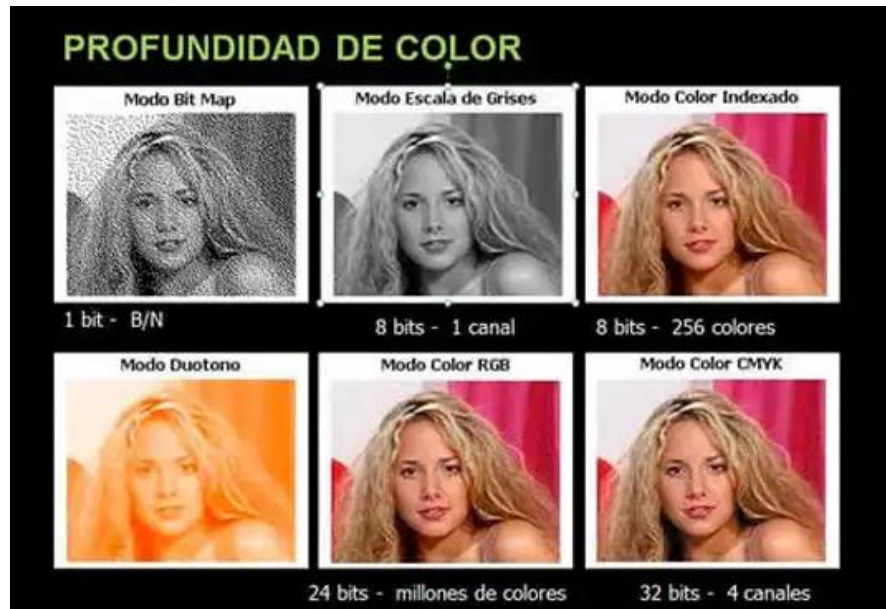 PROFUNDIDAD DE COLOR
Modo Bit Map
Modo Escala de Grises
Modo Color Indexado
1 bit - B/N
8 bits - 1 canal
8 bits - 256 colores
Modo Duotono
Modo Color RGB
Modo Color CMYK
24 bits - millones de colores
32 bits - 4 canales